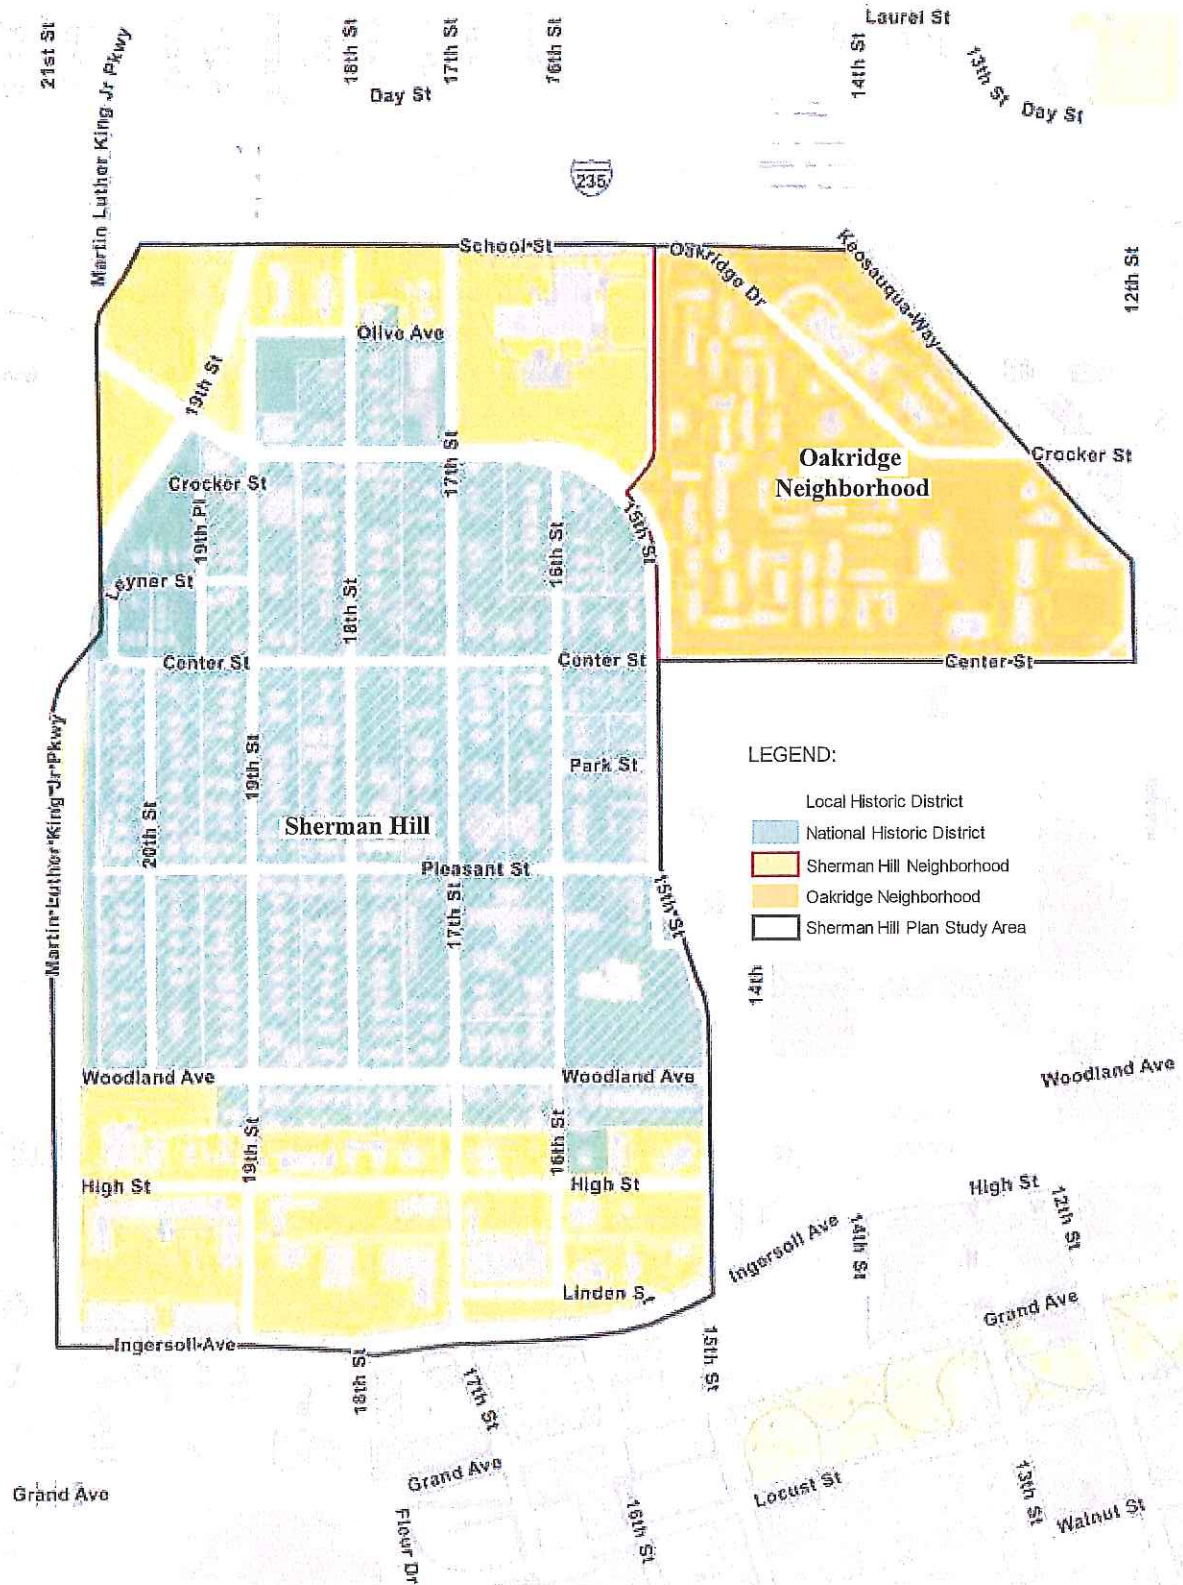 Laurel St
21st St
Martin Luther King Jr Pkwy
18th St
17th St
16th St
Day St
14th St
13th St
Day St
235
12th St
School St
Oakridge Dr
Keosauqua Way
Olive Ave
19th St
17th St
Crocker St
Crocker St
Oakridge
Neighborhood
19th Pl
15th St
16th St
Leyner St
18th St
Center St
Center St
Center St
Martin Luther King Jr Pkwy
19th St
Park St
20th St
Sherman Hill
Pleasant St
17th St
15th St
LEGEND:
Local Historic District
National Historic District
Sherman Hill Neighborhood
Oakridge Neighborhood
Sherman Hill Plan Study Area
14th
Woodland Ave
Woodland Ave
Woodland Ave
19th St
16th St
High St
High St
High St
12th St
14th St
Ingersoll Ave
Linden St
Grand Ave
Ingersoll Ave
18th St
17th St
15th St
Grand Ave
Grand Ave
Locust St
13th St
Walnut St
16th St
Fleur Dr